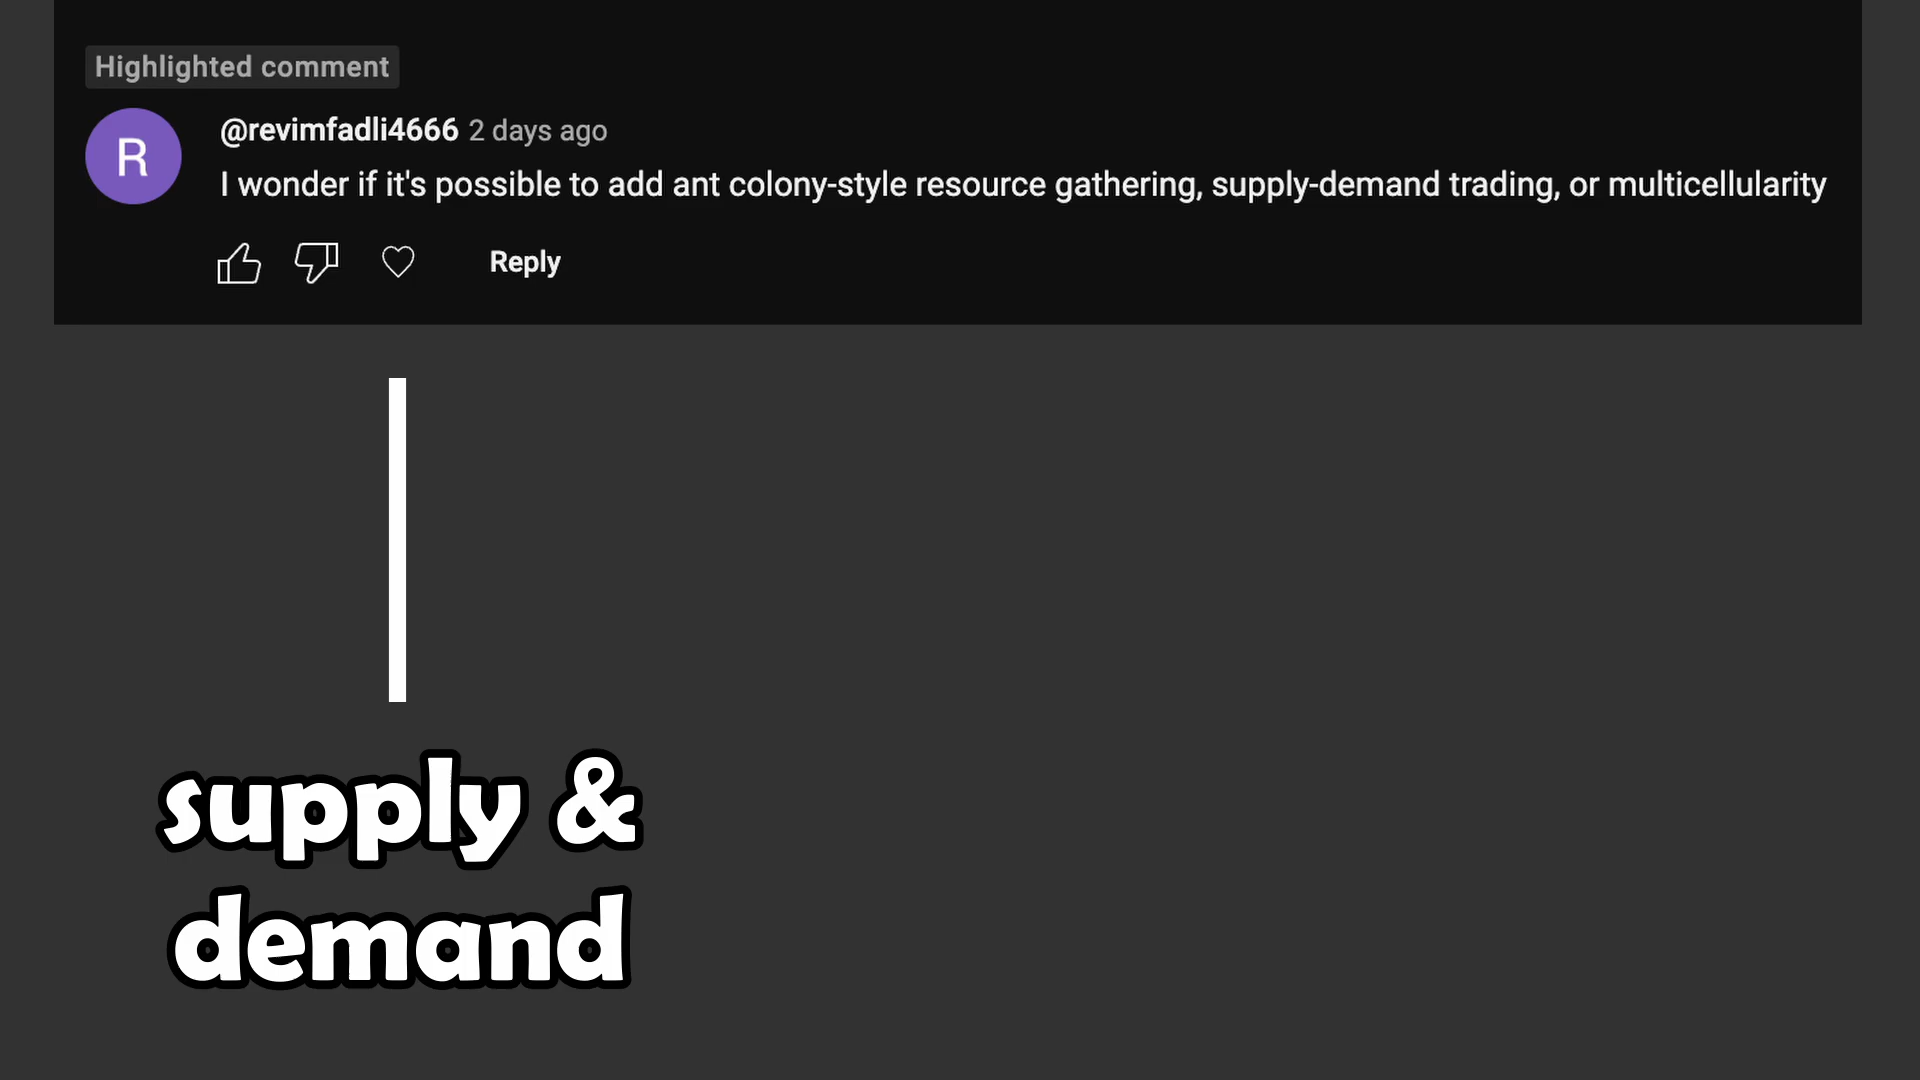 Highlighted comment
R
@revimfadli4666 2 days ago
I wonder if it's possible to add ant colony-style resource gathering, supply-demand trading, or multicellularity
Reply
supply &
demand